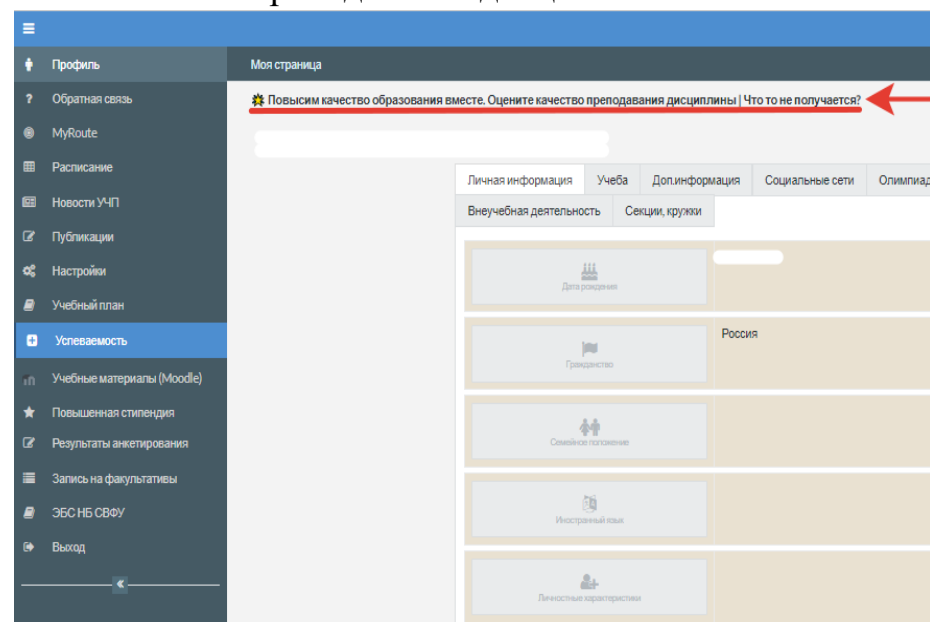 Профиль
Моя страница
Обратная связь
Повысим качество образования вместе. Оцените качество преподавания дисциплины | Что то не получается?
MyRoute
Расписание
Личная информация
Учеба
Доп.информация
Социальные сети
Олимпиад
Новости УЧП
Внеучебная деятельность
Секции, кружки
Публикации
Настройки
Дата рождения
Учебный план
Успеваемость
Россия
Гражданство
Учебные материалы (Moodle)
Повышенная стипендия
Результаты анкетирования
Семейное положение
Запись на факультативы
ЭБС НБ СВФУ
Иностранный язык
Выход
Личностные характеристики